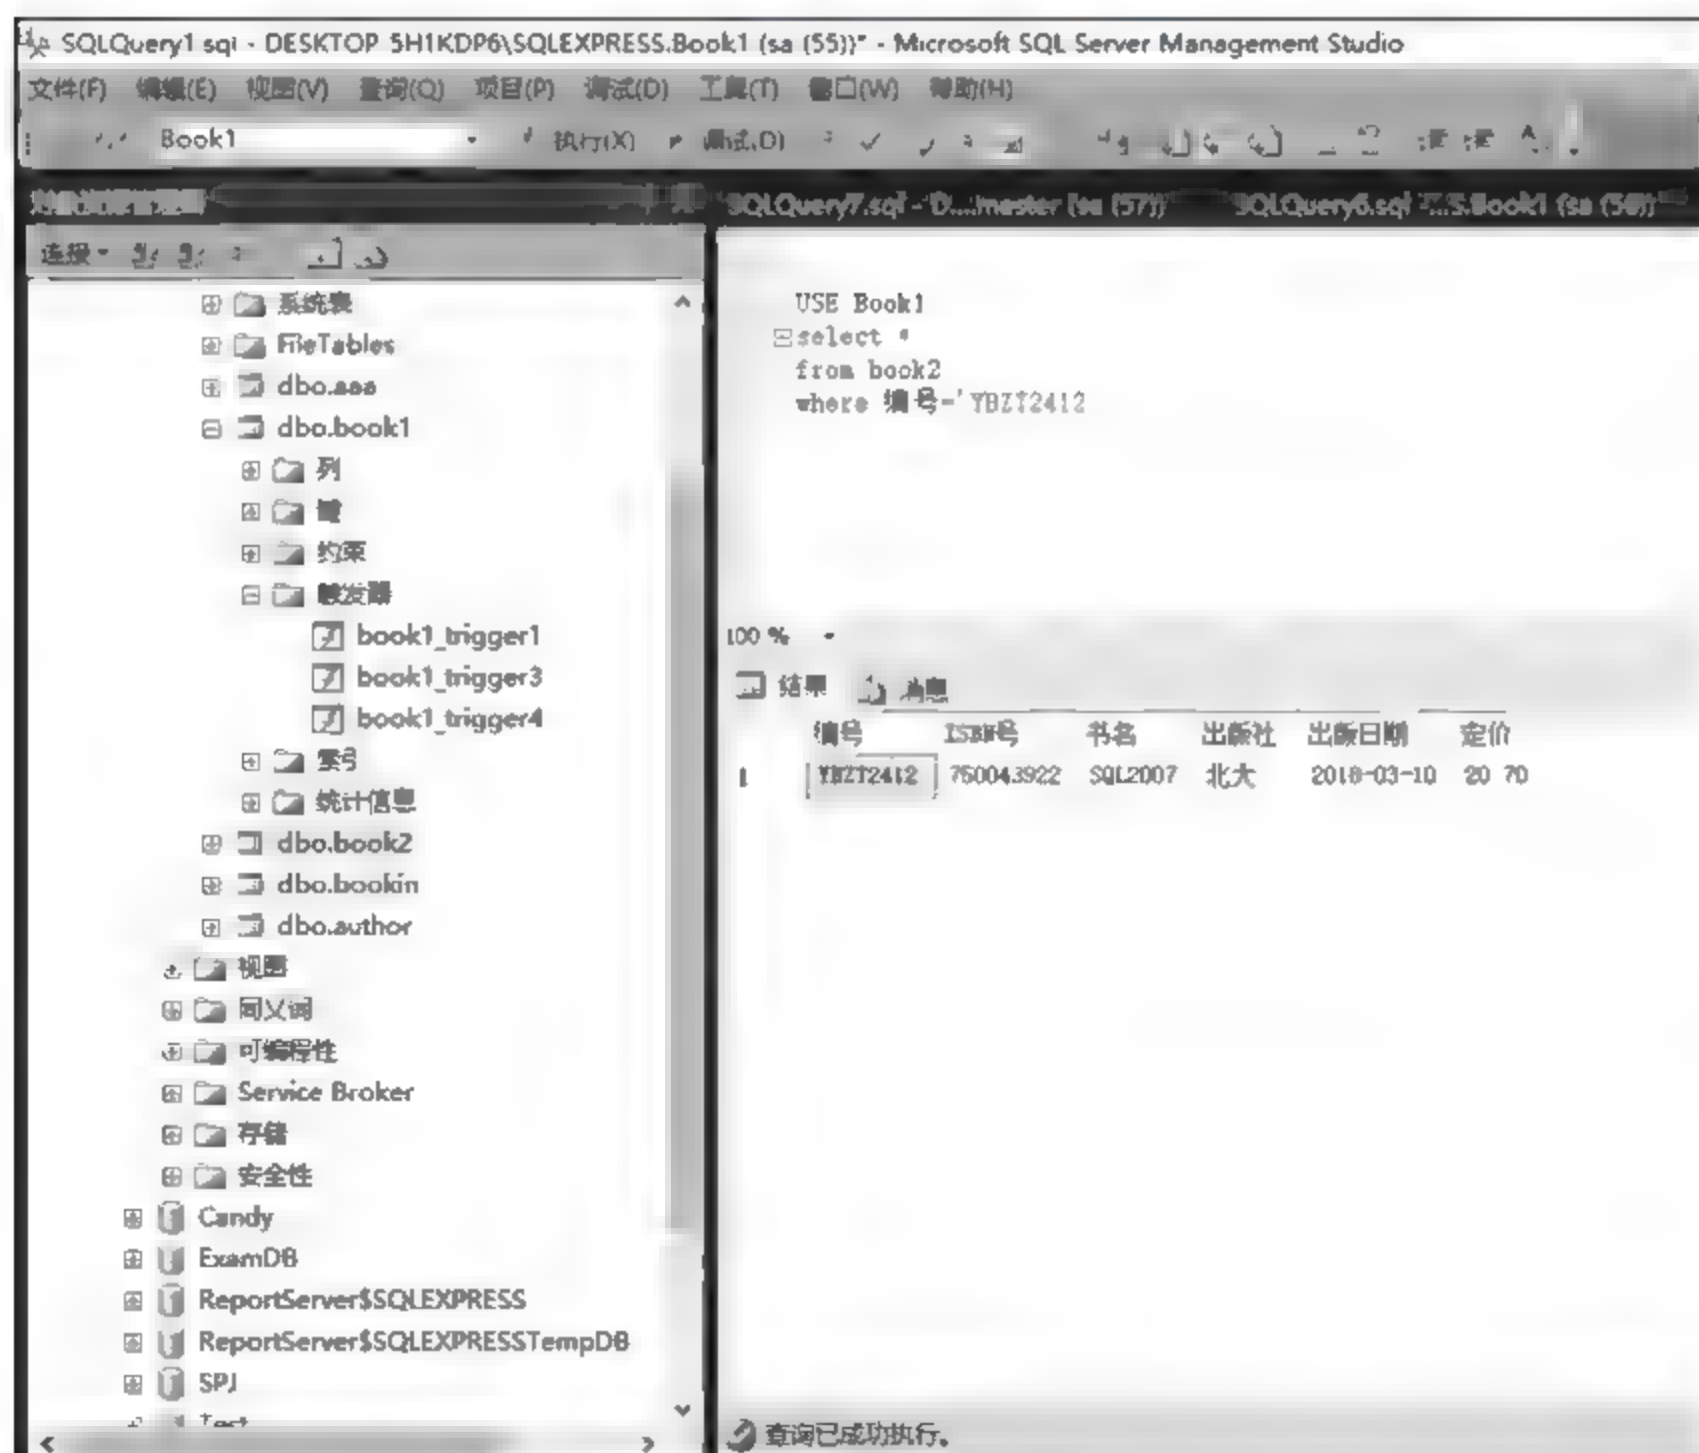 SQLQuery1 sql - DESKTOP 5H1KDP6\SQLEXPRESS.Book1 (sa (55))* - Microsoft SQL Server Management Studio
文件(F) 编辑(E) 视图(V) 查询(Q) 项目(P) 调试(D) 工具(T) 窗口(W) 帮助(H)
Book1 执行(X) 调试(D)
SQLQuery7.sql - D...master (sa (57)) SQLQuery6.sql -...S.Book1 (sa (56))
连接
系统表
FileTables
dbo.aaa
dbo.book1
列
键
约束
触发器
book1_trigger1
book1_trigger3
book1_trigger4
索引
统计信息
dbo.book2
dbo.bookin
dbo.author
视图
同义词
可编程性
Service Broker
存储
安全性
Candy
ExamDB
ReportServer$SQLEXPRESS
ReportServer$SQLEXPRESSTempDB
SPJ
USE Book1
select *
from book2
where 编号='YBZT2412
100 %
结果 消息
编号 ISBN号 书名 出版社 出版日期 定价
1 YBZT2412 750043922 SQL2007 北大 2018-03-10 20 70
查询已成功执行。